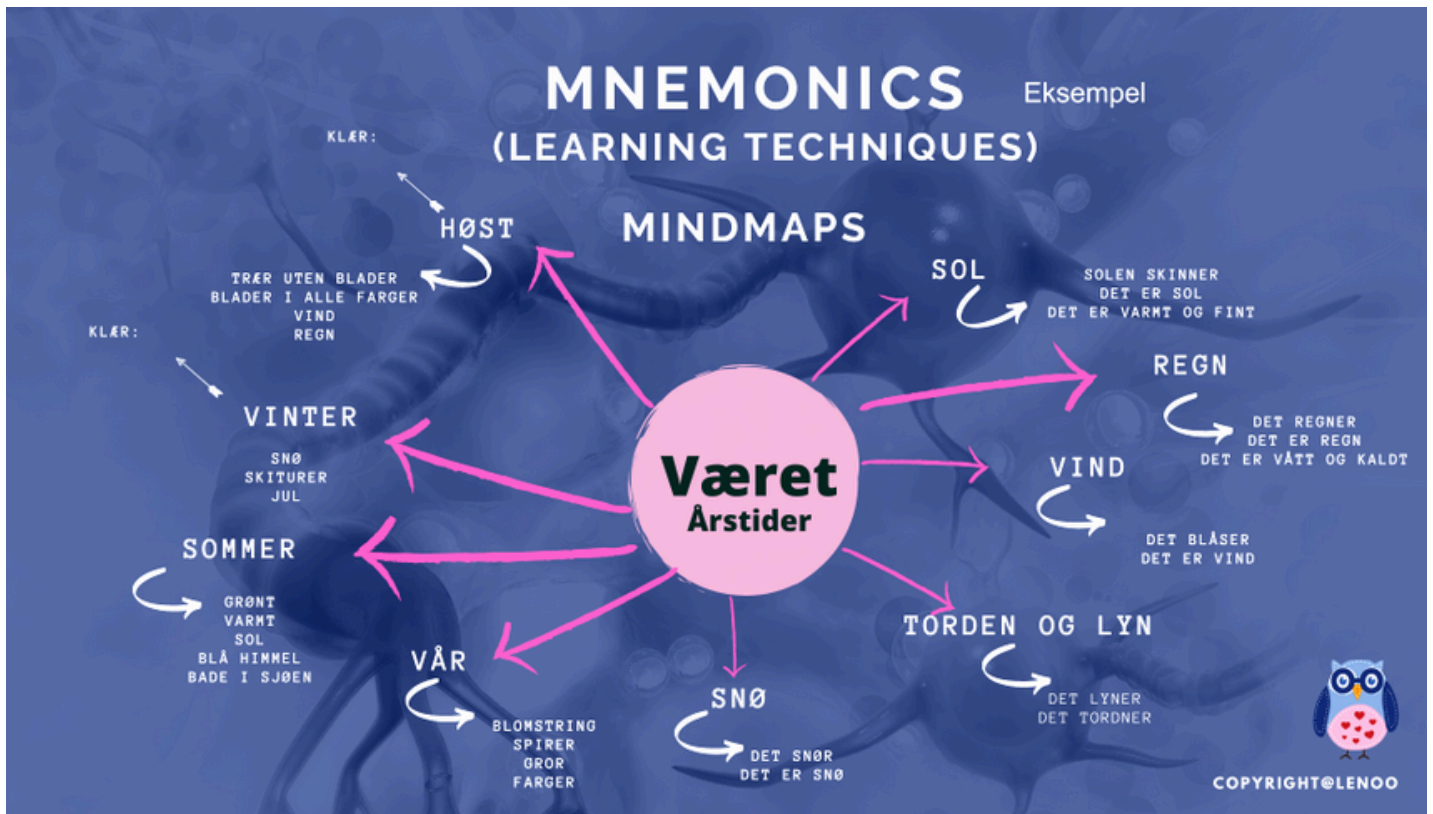 MNEMONICS
Eksempel
(LEARNING TECHNIQUES)
MINDMAPS
KLÆR:
HØST
TRÆR UTEN BLADER
BLADER I ALLE FARGER
VIND
REGN
KLÆR:
VINTER
SNØ
SKITURER
JUL
SOMMER
GRØNT
VARMT
SOL
BLÅ HIMMEL
BADE I SJØEN
VÅR
BLOMSTRING
SPIRER
GROR
FARGER
Været
Årstider
SNØ
DET SNØR
DET ER SNØ
SOL
SOLEN SKINNER
DET ER SOL
DET ER VARMT OG FINT
REGN
DET REGNER
DET ER REGN
DET ER VÅTT OG KALDT
VIND
DET BLÅSER
DET ER VIND
TORDEN OG LYN
DET LYNER
DET TORDNER
COPYRIGHT@LENOO